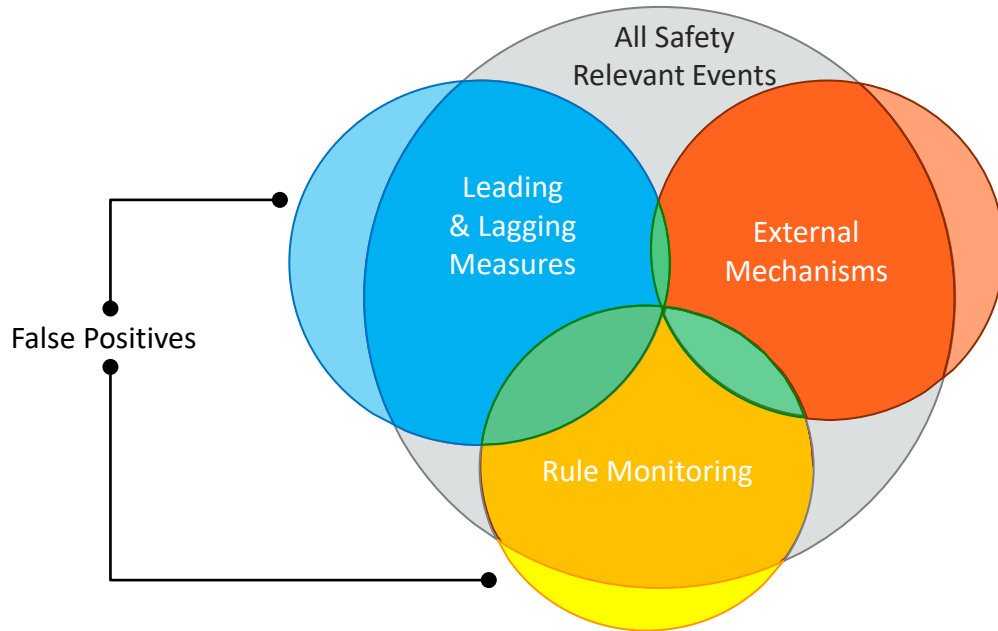 All Safety
Relevant Events
Leading
& Lagging
Measures
External
Mechanisms
False Positives
Rule Monitoring